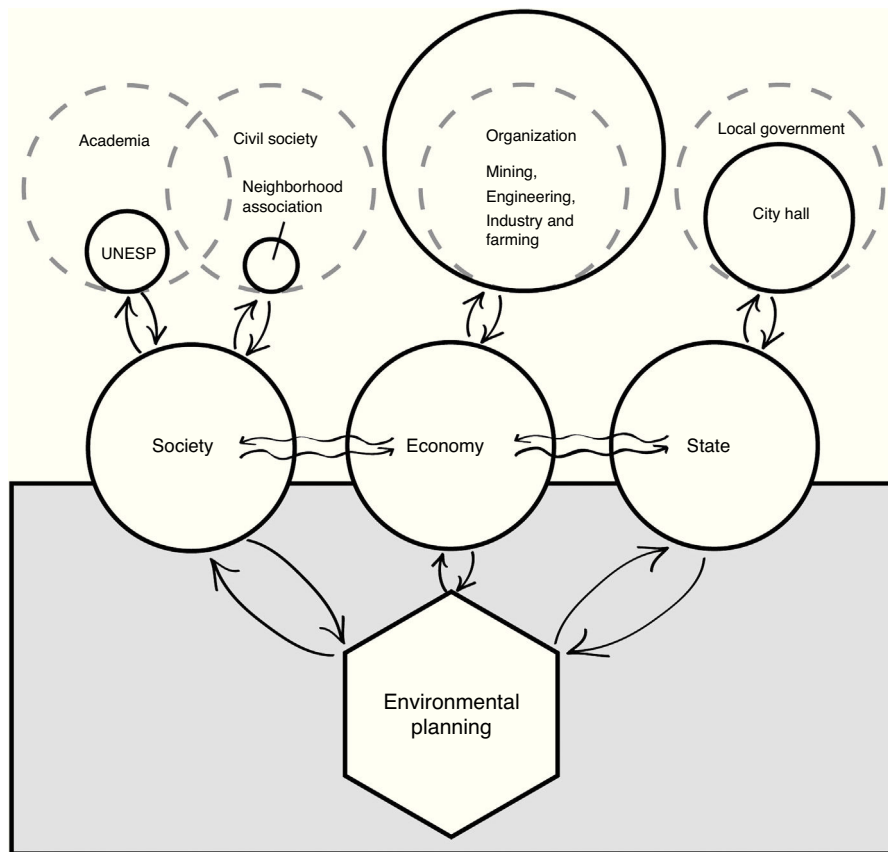 Academia
Civil society
Neighborhood
association
UNESP
Organization
Mining,
Engineering,
Industry and
farming
Local government
City hall
Society
Economy
State
Environmental
planning